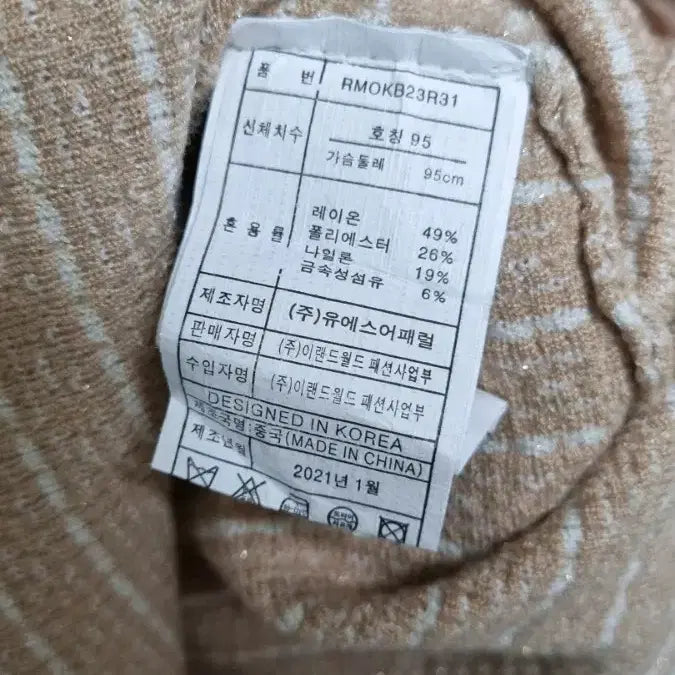 품 번 RMOKB23R31
신체치수 호칭 95
가슴둘레 95cm
혼용률
레이온 49%
폴리에스터 26%
나일론 19%
금속성섬유 6%
제조자명 (주)유에스어패럴
판매자명 (주)이랜드월드 패션사업부
수입자명 (주)이랜드월드 패션사업부
DESIGNED IN KOREA
제조국명:중국(MADE IN CHINA)
제조년월 2021년 1월
드라이